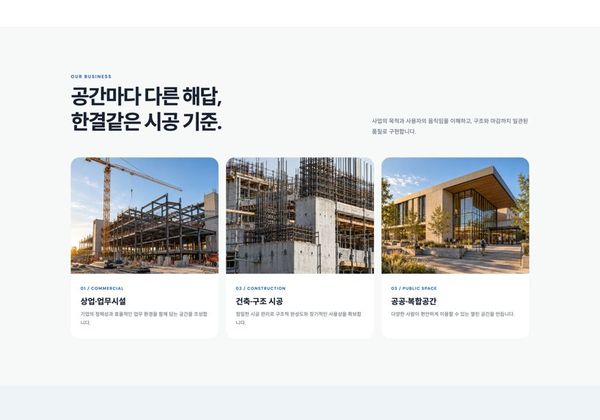 OUR BUSINESS
공간마다 다른 해답,
한결같은 시공 기준.
사업의 목적과 사용자의 움직임을 이해하고, 구조와 마감까지 일관된
품질로 구현합니다.
01 / COMMERCIAL
상업·업무시설
기업의 정체성과 효율적인 업무 환경을 함께 담는 공간을 조성합
니다.
02 / CONSTRUCTION
건축·구조 시공
정밀한 시공 관리로 구조적 완성도와 장기적인 사용성을 확보합
니다.
03 / PUBLIC SPACE
공공·복합공간
다양한 사람이 편안하게 이용할 수 있는 열린 공간을 만듭니다.